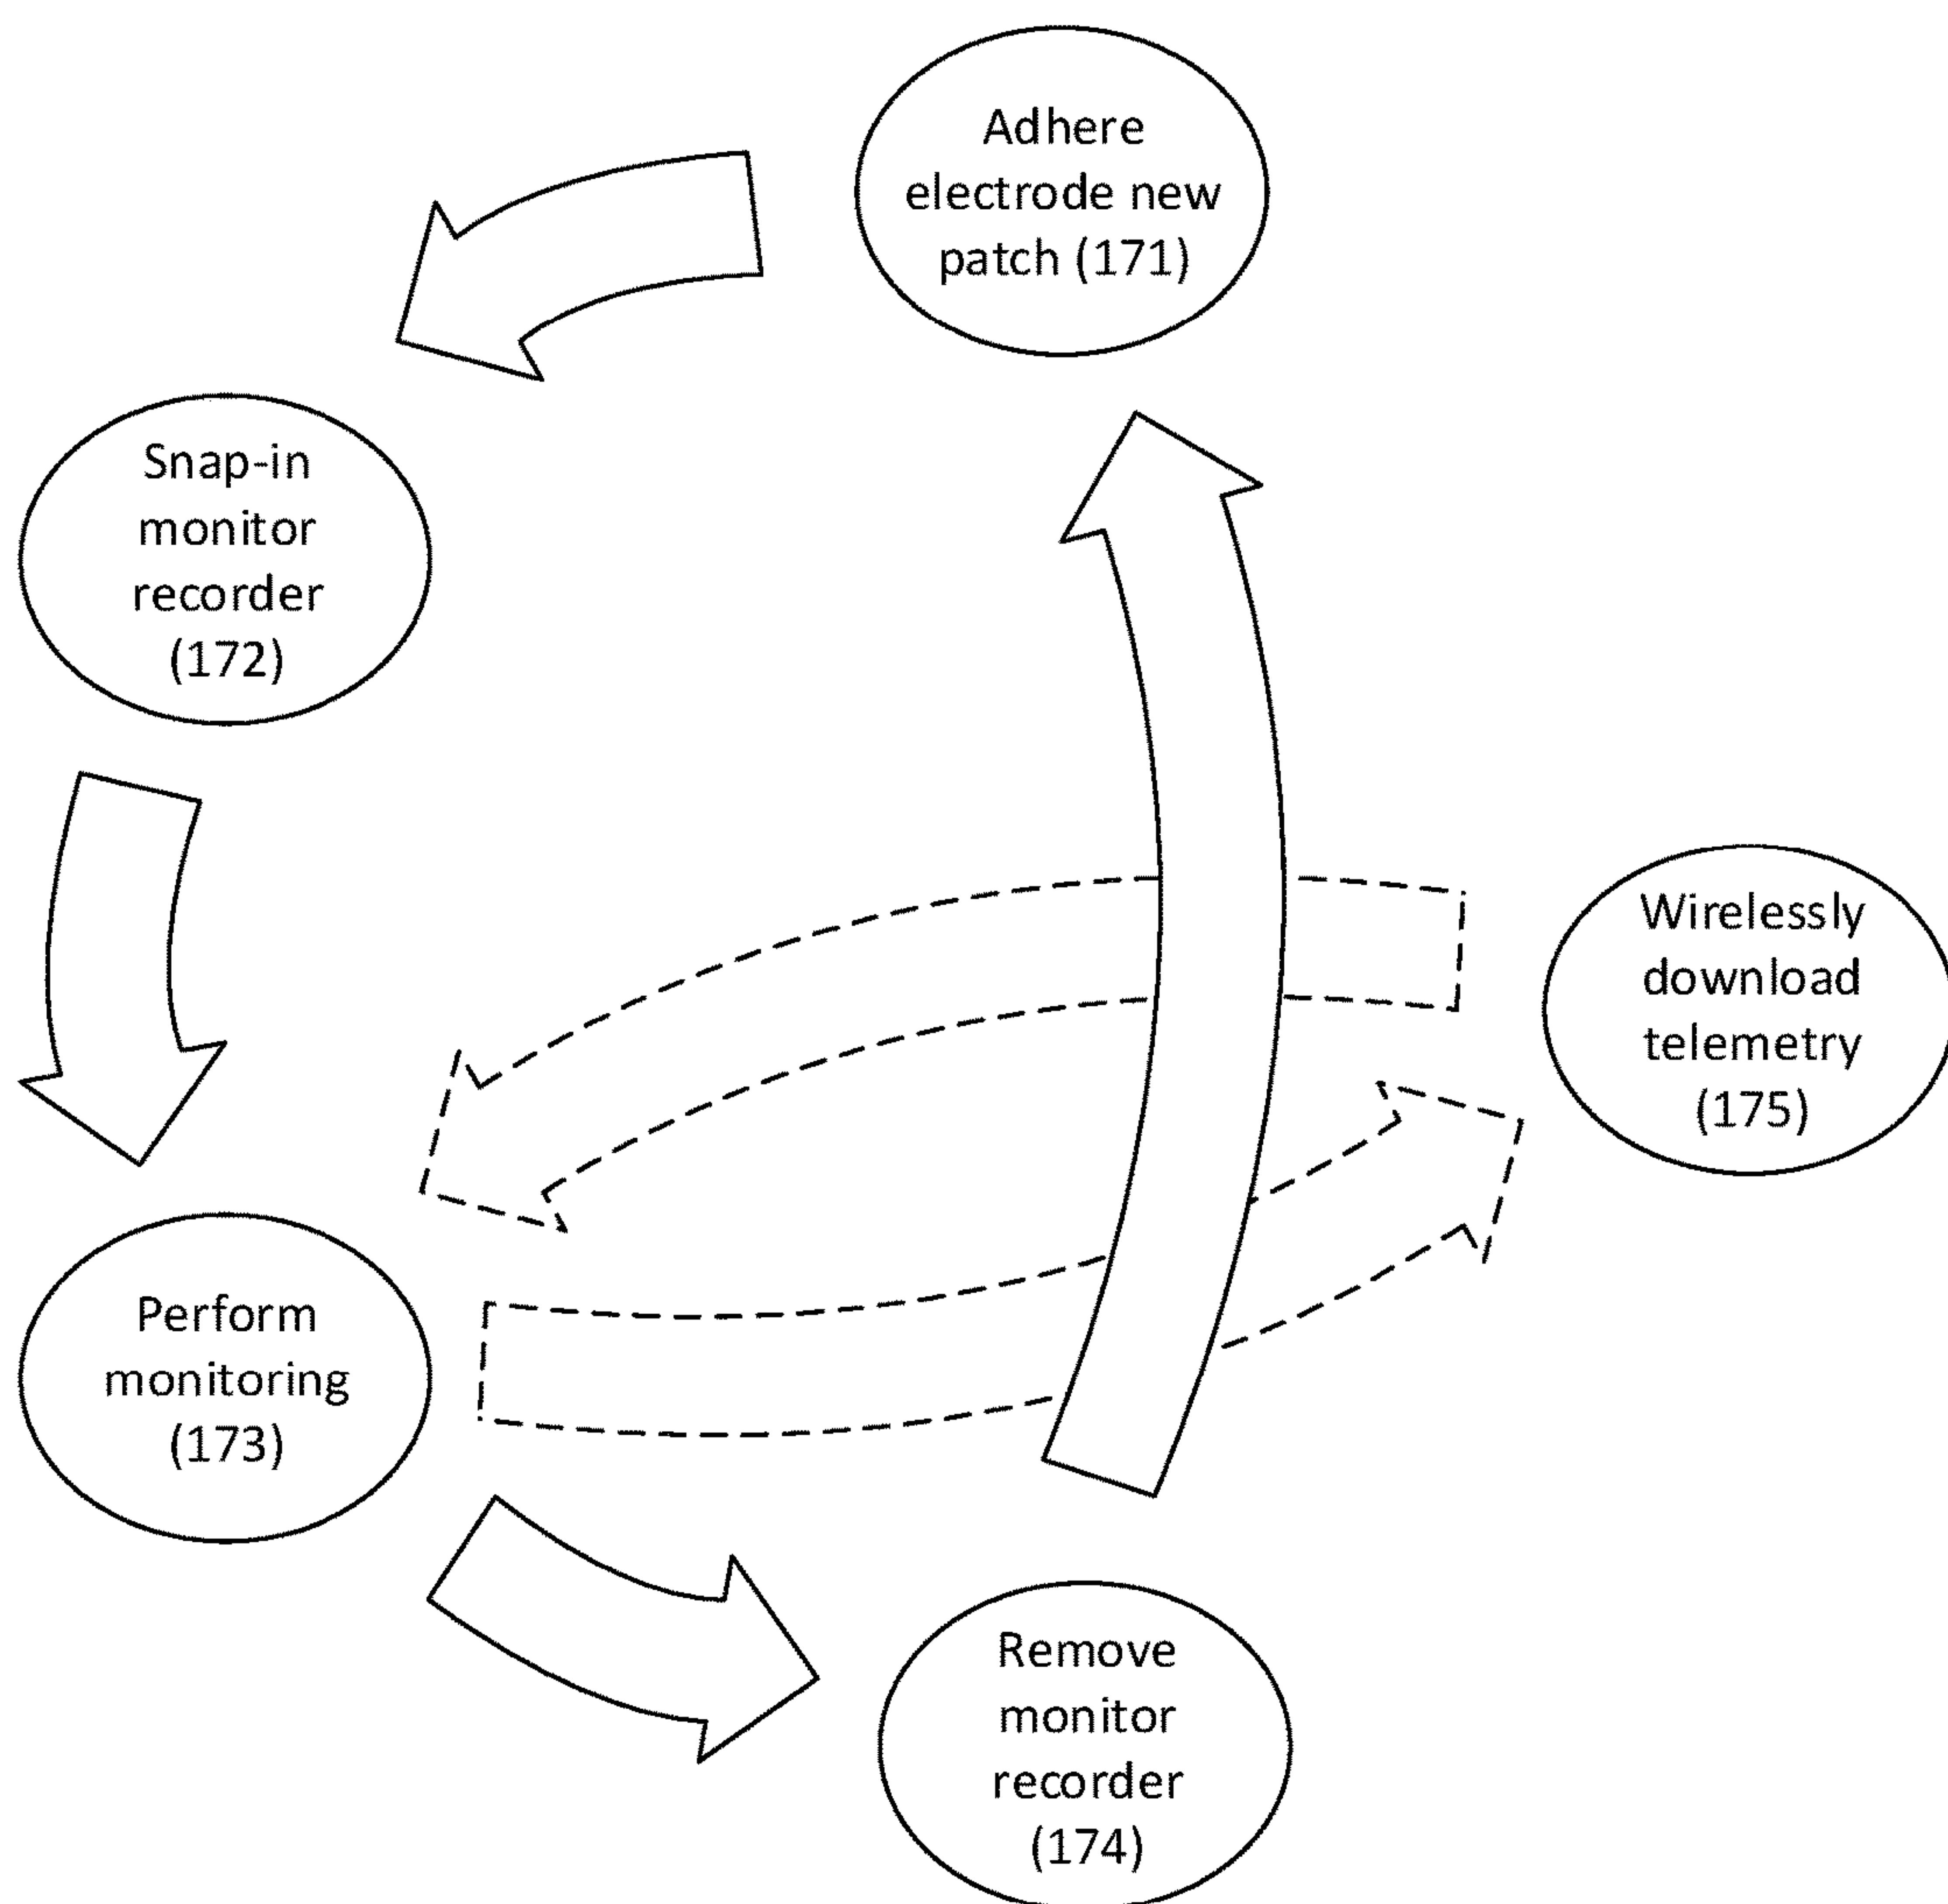 Adhere
electrode new
patch (171)
Snap-in
monitor
recorder
(172)
Wirelessly
download
telemetry
(175)
Perform
monitoring
(173)
Remove
monitor
recorder
(174)